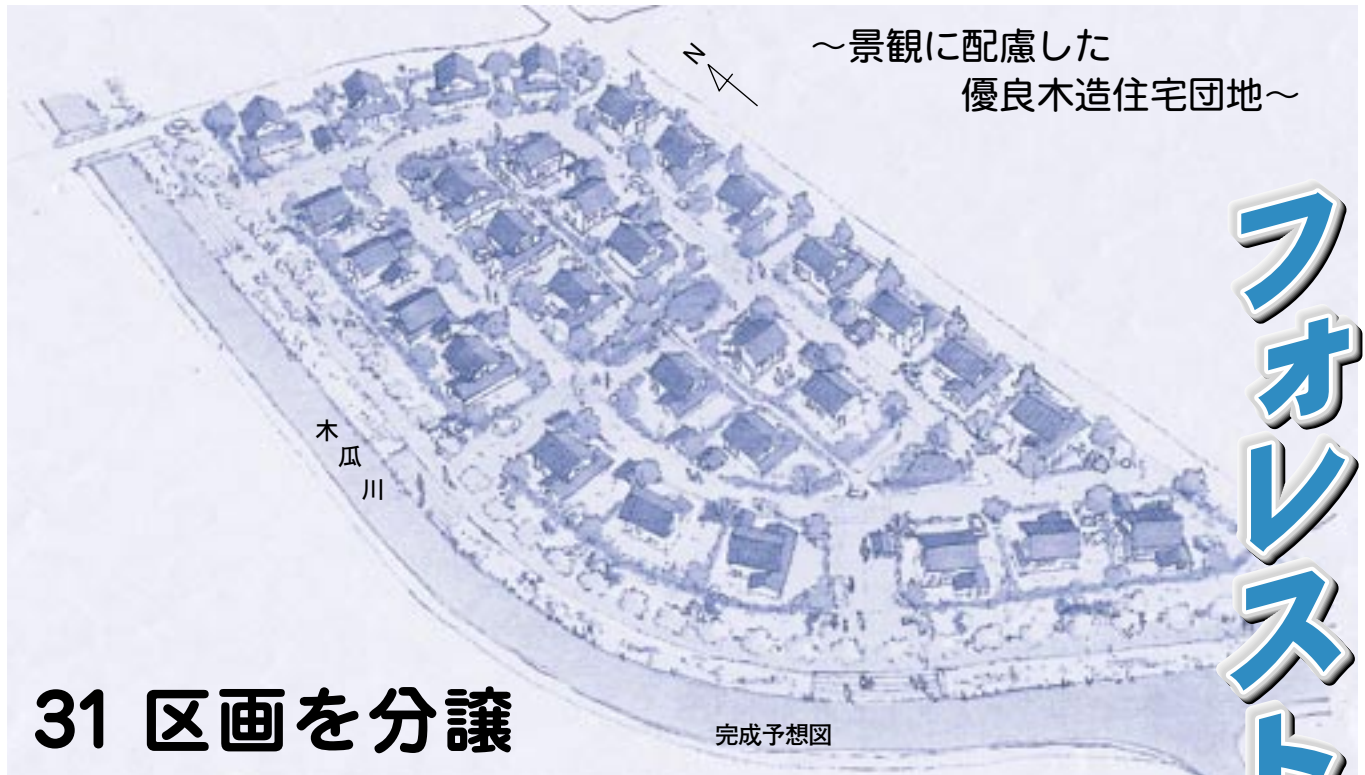 ～景観に配慮した
優良木造住宅団地～
N
フォレスト
木瓜川
31 区画を分譲
完成予想図